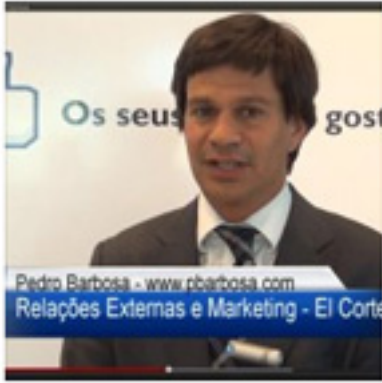 Os seus gost
Pedro Barbosa - www.pbarbosa.com
Relações Externas e Marketing - El Corte